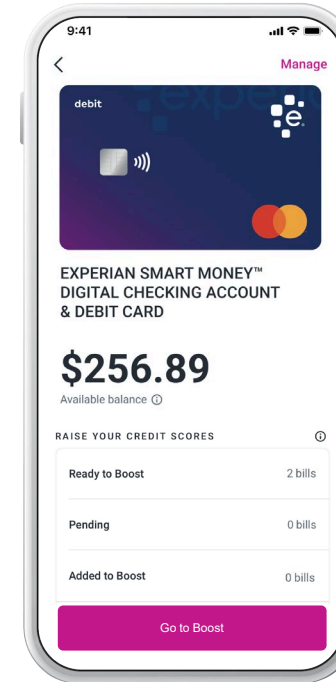 9:41
Manage
experi
debit
e.
EXPERIAN SMART MONEY™
DIGITAL CHECKING ACCOUNT
& DEBIT CARD
$256.89
Available balance
RAISE YOUR CREDIT SCORES
Ready to Boost 2 bills
Pending 0 bills
Added to Boost 0 bills
Go to Boost